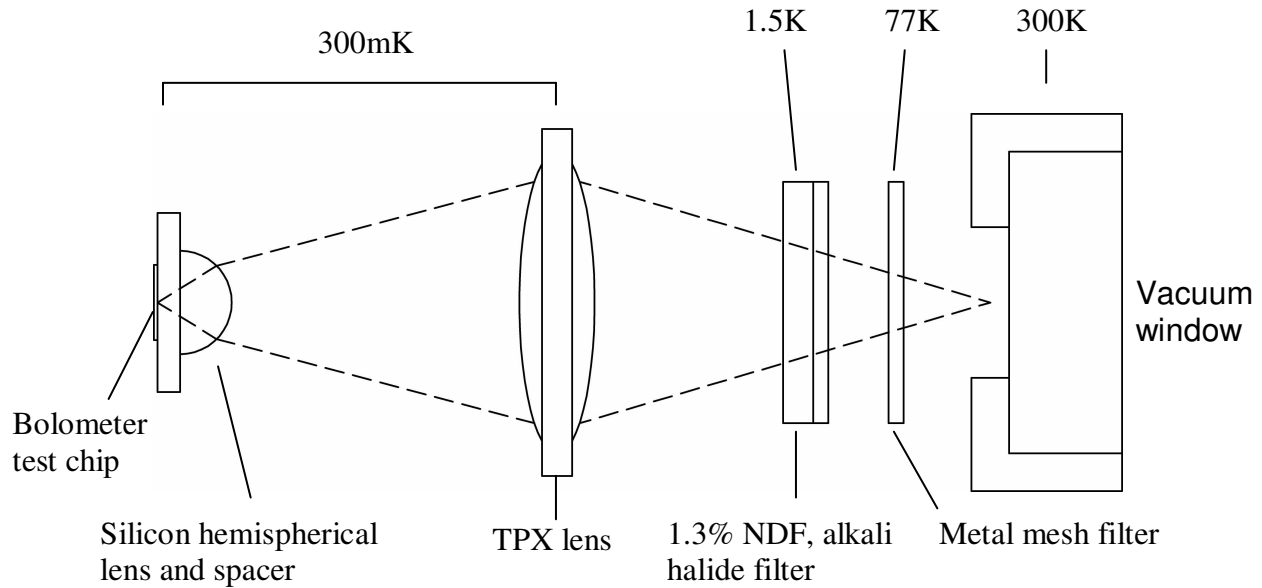 300mK
1.5K
77K
300K
Vacuum
window
Bolometer
test chip
Silicon hemispherical
lens and spacer
TPX lens
1.3% NDF, alkali
halide filter
Metal mesh filter